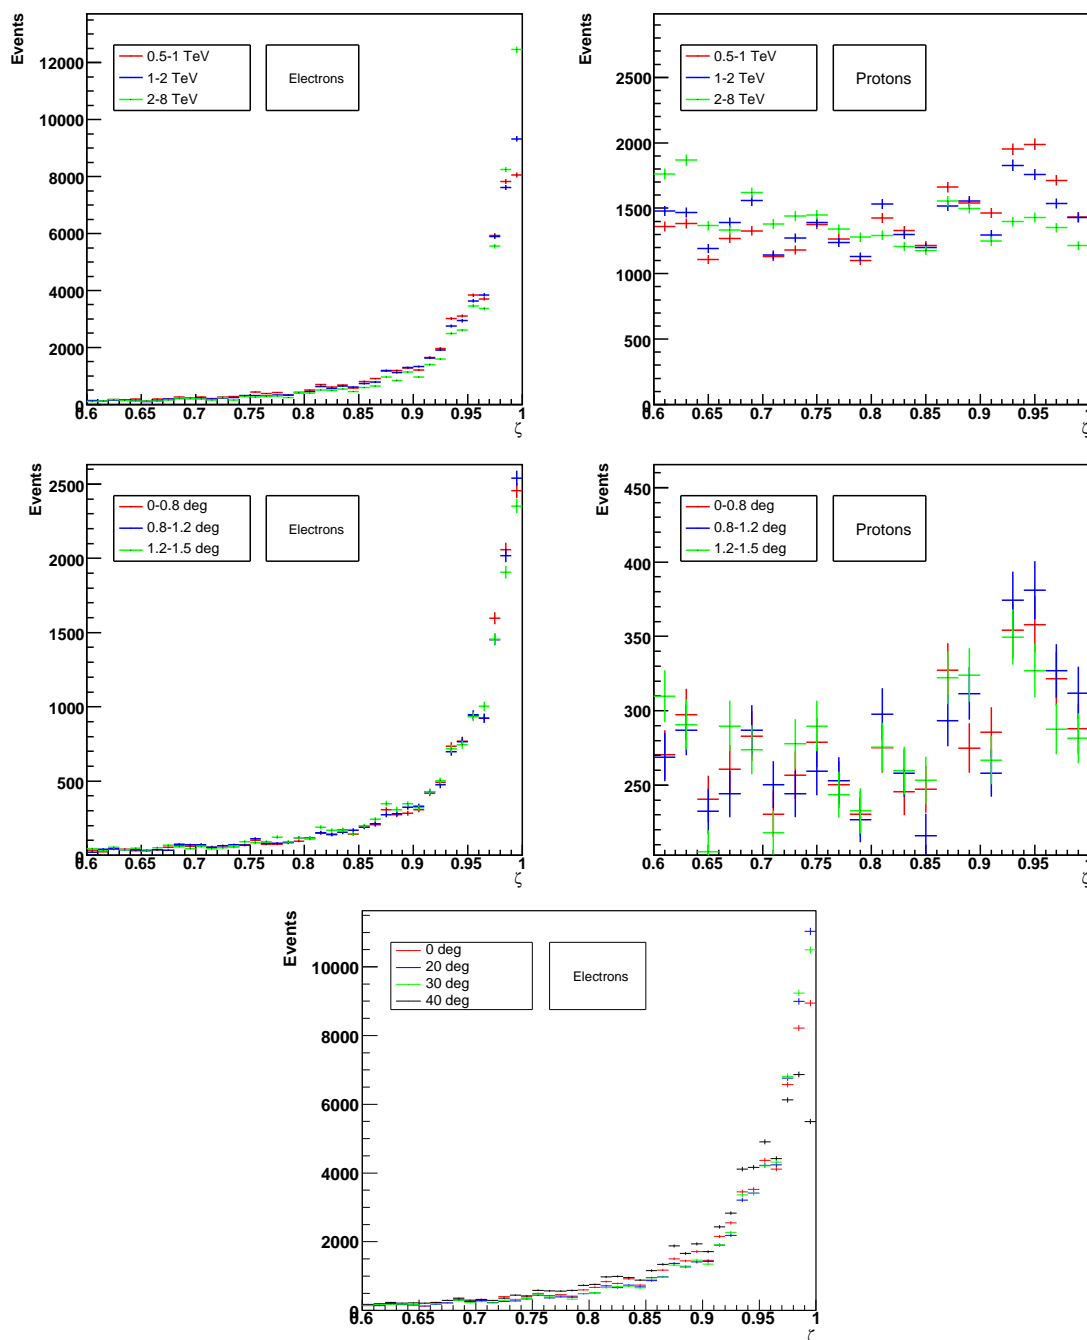 Events
0.5-1 TeV
1-2 TeV
2-8 TeV
Electrons
12000
10000
8000
6000
4000
2000
0
0.6 0.65 0.7 0.75 0.8 0.85 0.9 0.95 1
ζ
Events
0.5-1 TeV
1-2 TeV
2-8 TeV
Protons
2500
2000
1500
1000
500
0
0.6 0.65 0.7 0.75 0.8 0.85 0.9 0.95 1
ζ
Events
0-0.8 deg
0.8-1.2 deg
1.2-1.5 deg
Electrons
2500
2000
1500
1000
500
0
0.6 0.65 0.7 0.75 0.8 0.85 0.9 0.95 1
ζ
Events
0-0.8 deg
0.8-1.2 deg
1.2-1.5 deg
Protons
450
400
350
300
250
0.6 0.65 0.7 0.75 0.8 0.85 0.9 0.95 1
ζ
Events
0 deg
20 deg
30 deg
40 deg
Electrons
10000
8000
6000
4000
2000
0
0.6 0.65 0.7 0.75 0.8 0.85 0.9 0.95 1
ζ